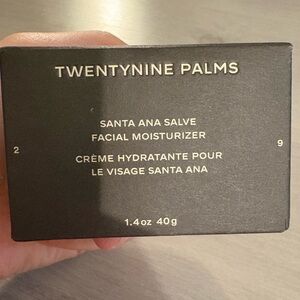 TWENTYNINE PALMS
SANTA ANA SALVE
FACIAL MOISTURIZER
2
9
CRÈME HYDRATANTE POUR
LE VISAGE SANTA ANA
1.4oz 40g